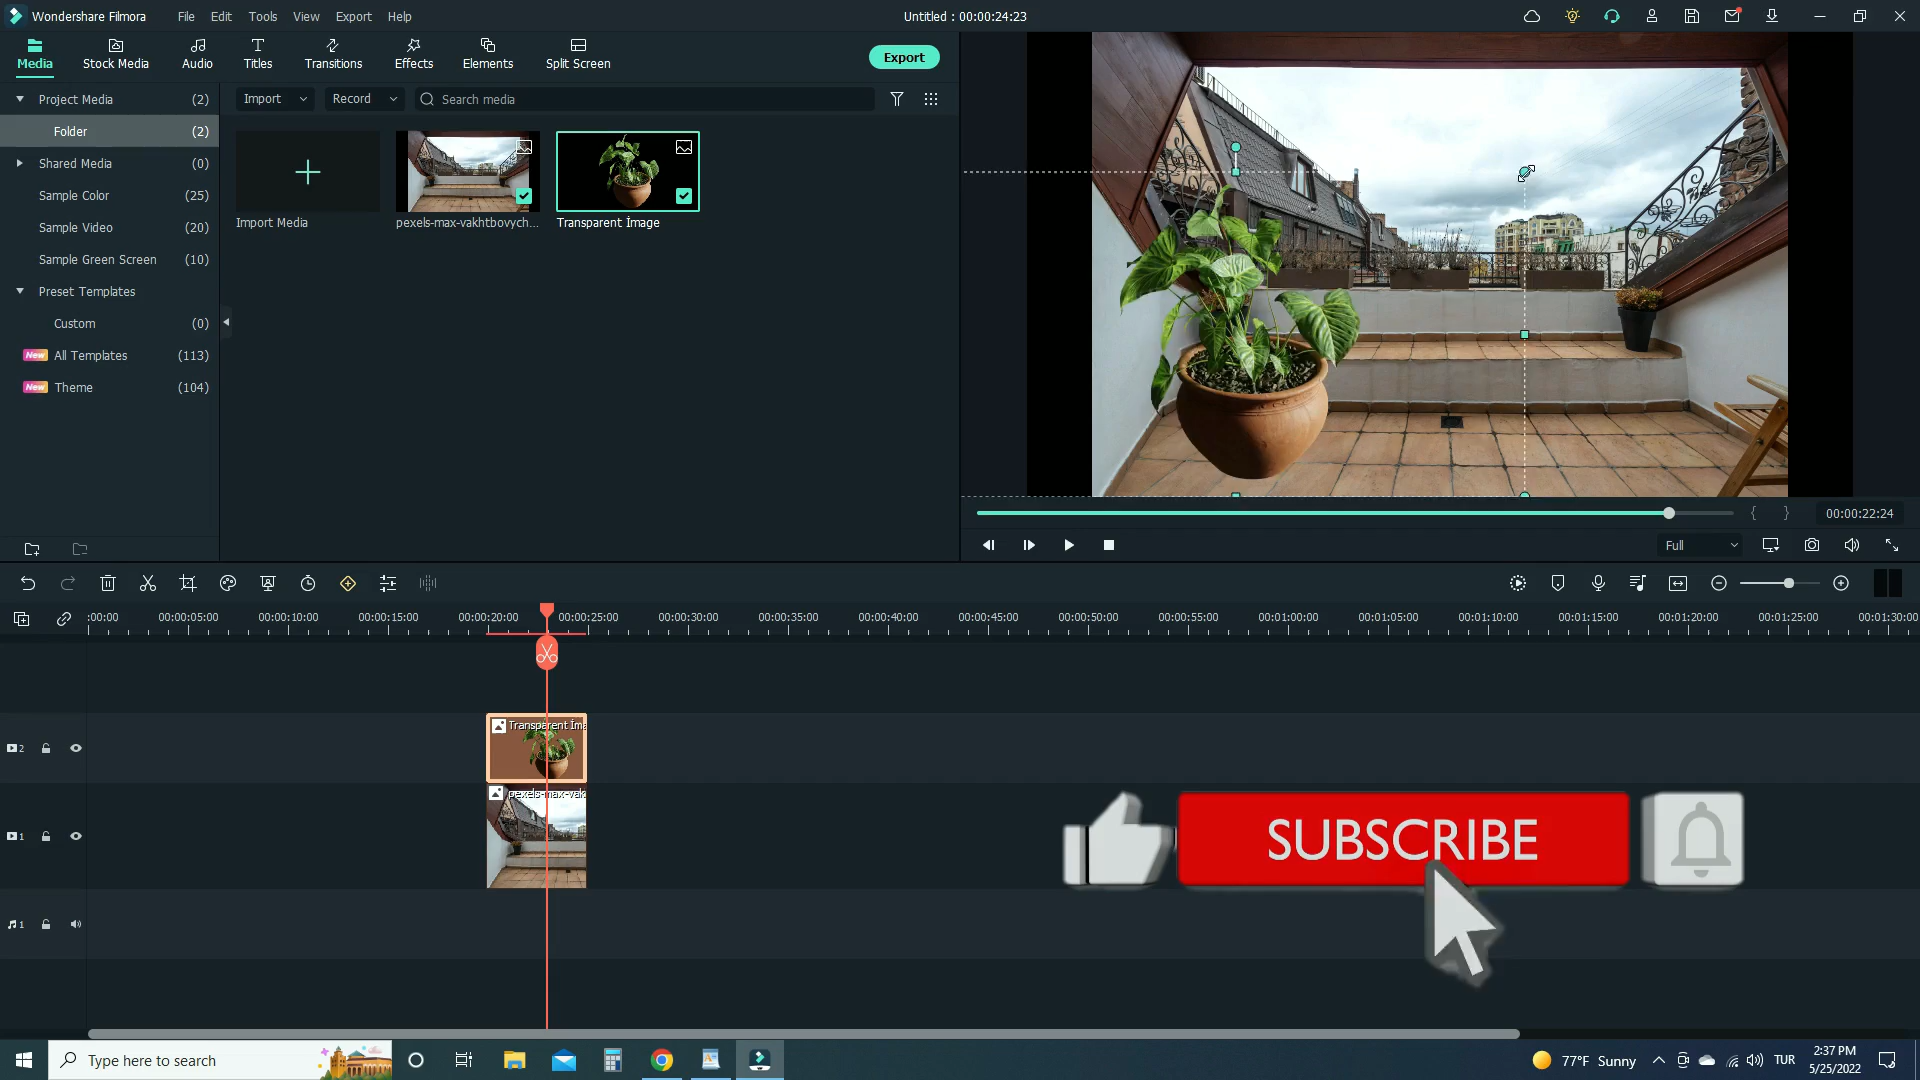 Wondershare Filmora File Edit Tools View Export Help Untitled : 00:00:24:23
Media Stock Media Audio Titles Transitions Effects Elements Split Screen Export
Project Media (2) Import Record Search media
Folder (2)
Shared Media (0)
Sample Color (25)
Import Media pexels-max-vakhtbovych... Transparent İmage
Sample Video (20)
Sample Green Screen (10)
Preset Templates
Custom (0)
New All Templates (113)
New Theme (104)
{ } 00:00:22:24
Full
:00:00 00:00:05:00 00:00:10:00 00:00:15:00 00:00:20:00 00:00:25:00 00:00:30:00 00:00:35:00 00:00:40:00 00:00:45:00 00:00:50:00 00:00:55:00 00:01:00:00 00:01:05:00 00:01:10:00 00:01:15:00 00:01:20:00 00:01:25:00 00:01:30:00
Transparent İma
2
pexels-max-vak
1
SUBSCRIBE
1
Type here to search 77°F Sunny TUR 2:37 PM
5/25/2022